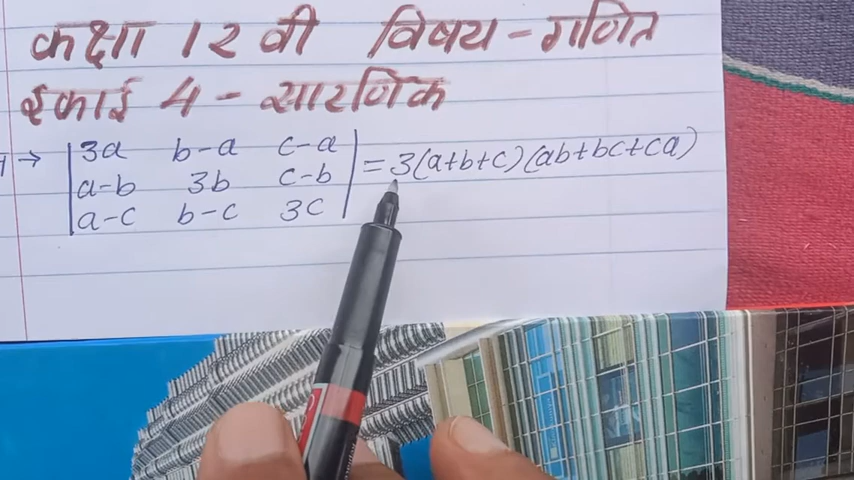 कक्षा 12 वी विषय - गणित
इकाई 4 - सारणिक
→ | 3a b-a c-a |
| a-b 3b c-b | = 3(a+b+c)(ab+bc+ca)
| a-c b-c 3c |